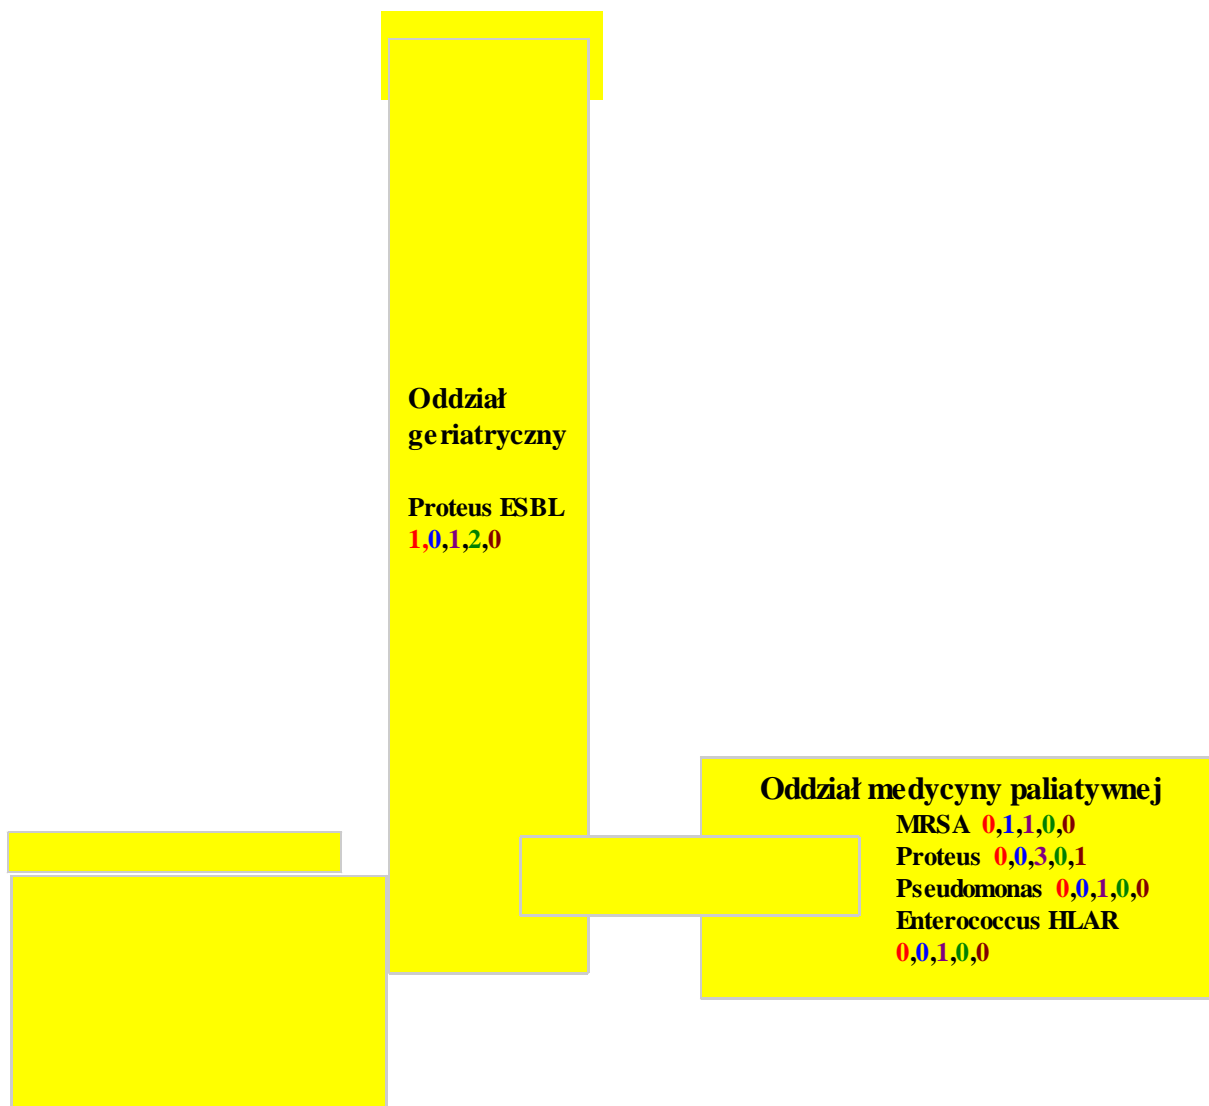 Oddział
geriatryczny
Proteus ESBL
1,0,1,2,0
Oddział medycyny paliatywnej
MRSA 0,1,1,0,0
Proteus 0,0,3,0,1
Pseudomonas 0,0,1,0,0
Enterococcus HLAR
0,0,1,0,0